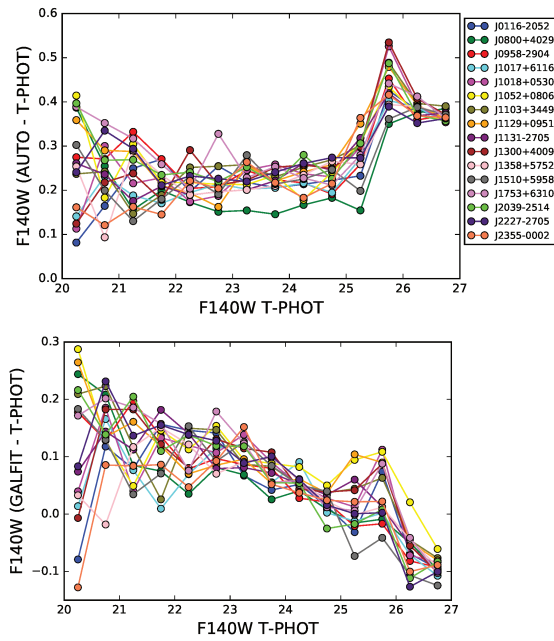 0.6
0.5
0.4
0.3
0.2
0.1
0.0
F140W (AUTO - T-PHOT)
20 21 22 23 24 25 26 27
F140W T-PHOT
J0116-2052
J0800+4029
J0958-2904
J1017+6116
J1018+0530
J1052+0806
J1103+3449
J1129+0951
J1131-2705
J1300+4009
J1358+5752
J1510+5958
J1753+6310
J2039-2514
J2227-2705
J2355-0002
0.3
0.2
0.1
0.0
−0.1
F140W (GALFIT - T-PHOT)
20 21 22 23 24 25 26 27
F140W T-PHOT